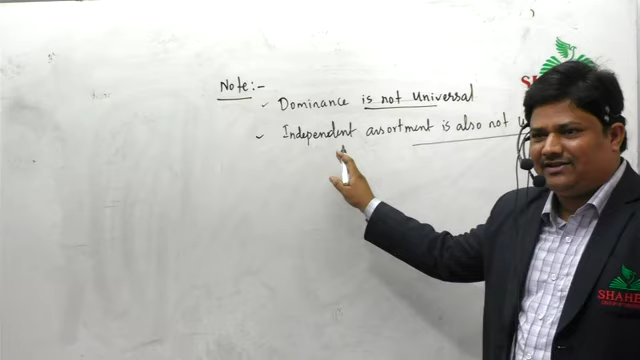 Note:-
Dominance is not Universal
Independent assortment is also not
SHAHE